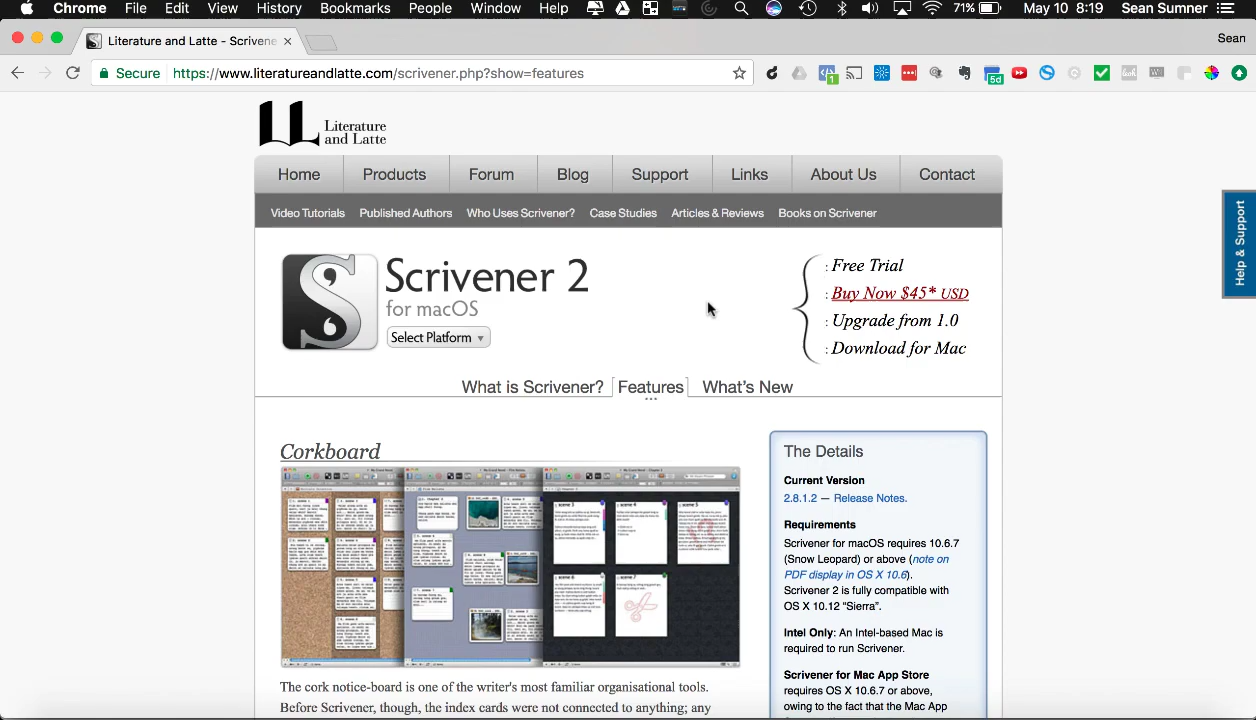 Chrome File Edit View History Bookmarks People Window Help 71% May 10 8:19 Sean Sumner
Literature and Latte - Scrivene
Sean
Secure https://www.literatureandlatte.com/scrivener.php?show=features
1
5d
LL Literature
and Latte
Home Products Forum Blog Support Links About Us Contact
Video Tutorials Published Authors Who Uses Scrivener? Case Studies Articles & Reviews Books on Scrivener
Help & Support
Scrivener 2
for macOS
Select Platform
: Free Trial
: Buy Now $45* USD
: Upgrade from 1.0
: Download for Mac
What is Scrivener? Features What's New
Corkboard
The cork notice-board is one of the writer's most familiar organisational tools.
Before Scrivener, though, the index cards were not connected to anything; any
The Details
Current Version
2.8.1.2 — Release Notes.
Requirements
Scrivener for macOS requires 10.6.7
(Snow Leopard) or above (note on
PDF display in OS X 10.6).
Scrivener 2 is fully compatible with
OS X 10.12 “Sierra”.
Intel Only: An Intel-based Mac is
required to run Scrivener.
Scrivener for Mac App Store
requires OS X 10.6.7 or above,
owing to the fact that the Mac App